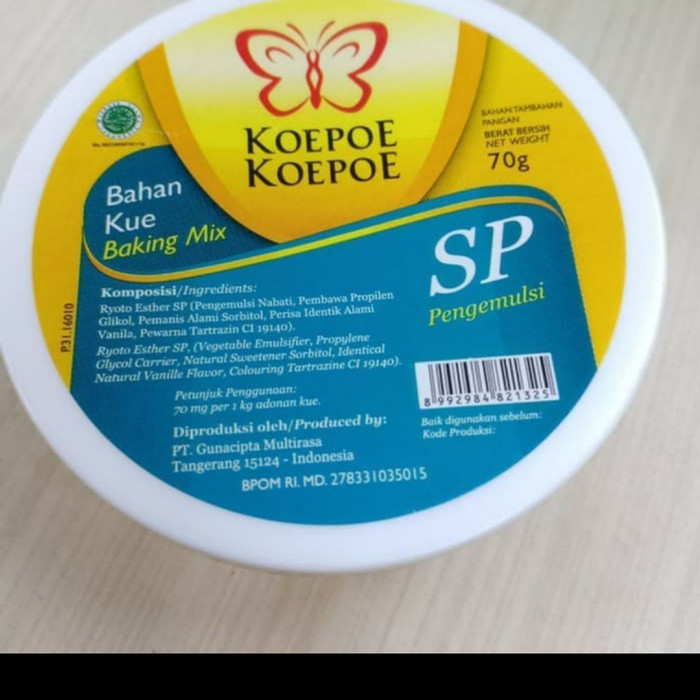 KOEPOE
KOEPOE
BAHAN TAMBAHAN
PANGAN
BERAT BERSIH
NET WEIGHT
70g
Bahan
Kue
Baking Mix
SP
Pengemulsi
Komposisi/Ingredients:
Ryoto Esther SP (Pengemulsi Nabati, Pembawa Propilen
Glikol, Pemanis Alami Sorbitol, Perisa Identik Alami
Vanila, Pewarna Tartrazin CI 19140).
Ryoto Esther SP, (Vegetable Emulsifier, Propylene
Glycol Carrier, Natural Sweetener Sorbitol, Identical
Natural Vanille Flavor, Colouring Tartrazine CI 19140).
P31.16010
Petunjuk Penggunaan:
70 mg per 1 kg adonan kue.
8 992984 821325
Baik digunakan sebelum:
Kode Produksi:
Diproduksi oleh/Produced by:
PT. Gunacipta Multirasa
Tangerang 15124 - Indonesia
BPOM RI. MD. 278331035015